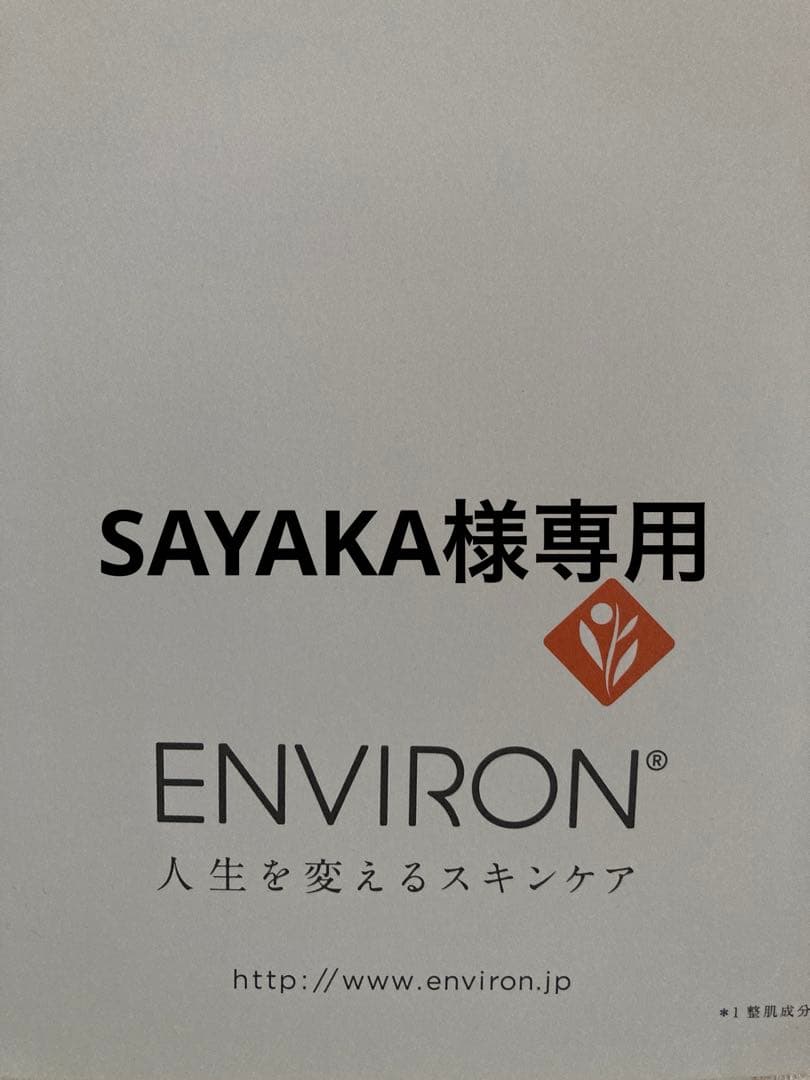 SAYAKA様専用
ENVIRON®
人生を変えるスキンケア
http://www.environ.jp
*1 整肌成分